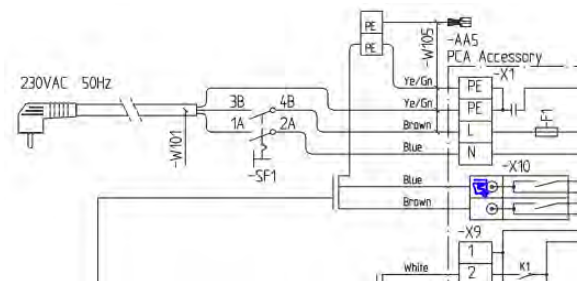 PE
PE
-W105
-AA5
PCA Accessory
-X1
230VAC 50Hz
Ye/Gn
PE
3B 4B
Ye/Gn
PE
1A 2A
Brown
L
-F1
-W101
Blue
N
-SF1
-X10
Blue
Brown
-X9
1
White
2
K1